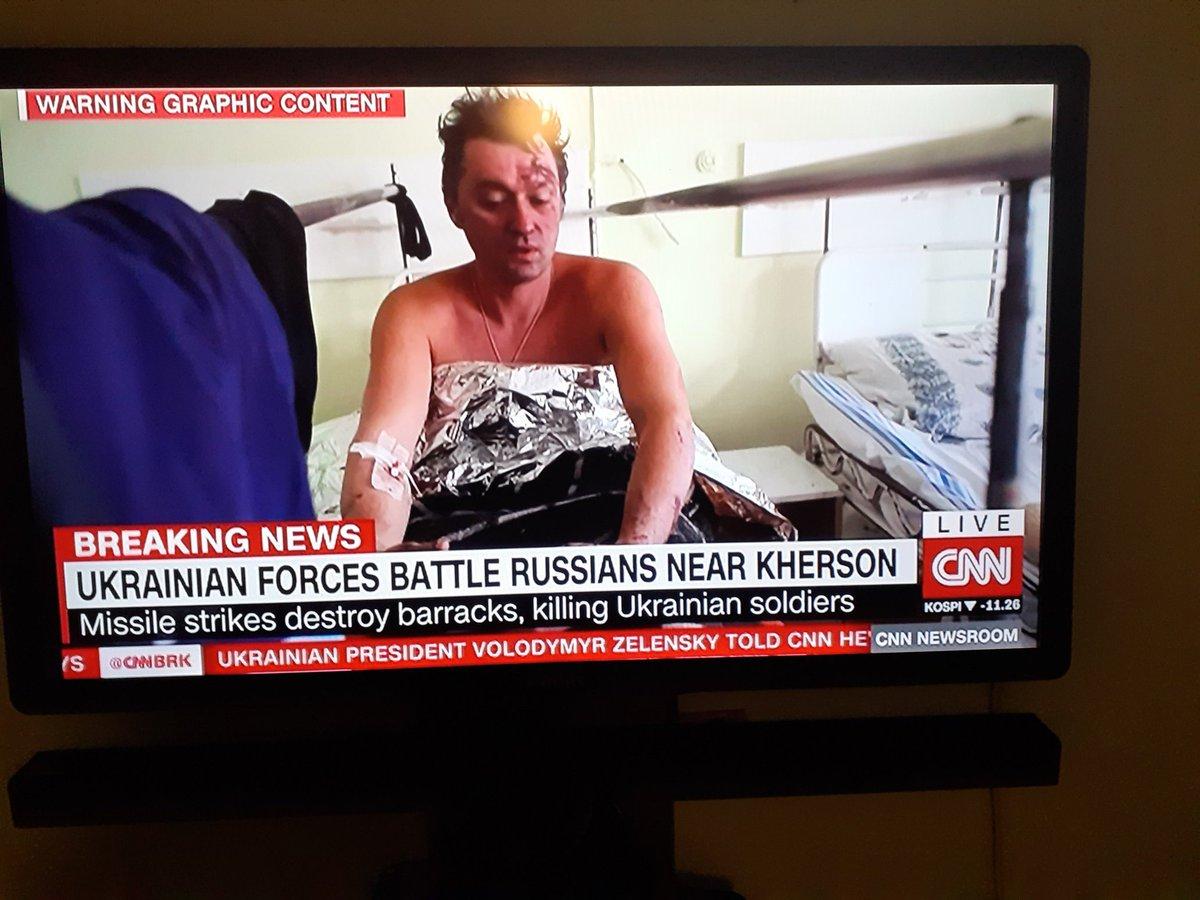 WARNING GRAPHIC CONTENT
BREAKING NEWS
UKRAINIAN FORCES BATTLE RUSSIANS NEAR KHERSON
Missile strikes destroy barracks, killing Ukrainian soldiers
LIVE
CNN
KOSPI ▼ -11.26
'S @CNNBRK UKRAINIAN PRESIDENT VOLODYMYR ZELENSKY TOLD CNN HE' CNN NEWSROOM